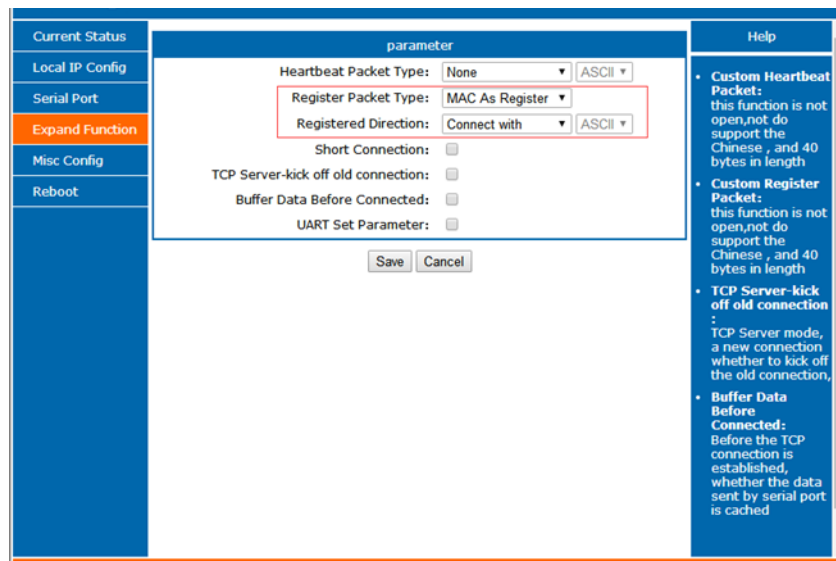 Current Status
Local IP Config
Serial Port
Expand Function
Misc Config
Reboot
parameter
Heartbeat Packet Type: None ASCII
Register Packet Type: MAC As Register
Registered Direction: Connect with ASCII
Short Connection:
TCP Server-kick off old connection:
Buffer Data Before Connected:
UART Set Parameter:
Save Cancel
Help
• Custom Heartbeat
Packet:
this function is not
open,not do
support the
Chinese , and 40
bytes in length
• Custom Register
Packet:
this function is not
open,not do
support the
Chinese , and 40
bytes in length
• TCP Server-kick
off old connection
:
TCP Server mode,
a new connection
whether to kick off
the old connection,
• Buffer Data
Before
Connected:
Before the TCP
connection is
established,
whether the data
sent by serial port
is cached